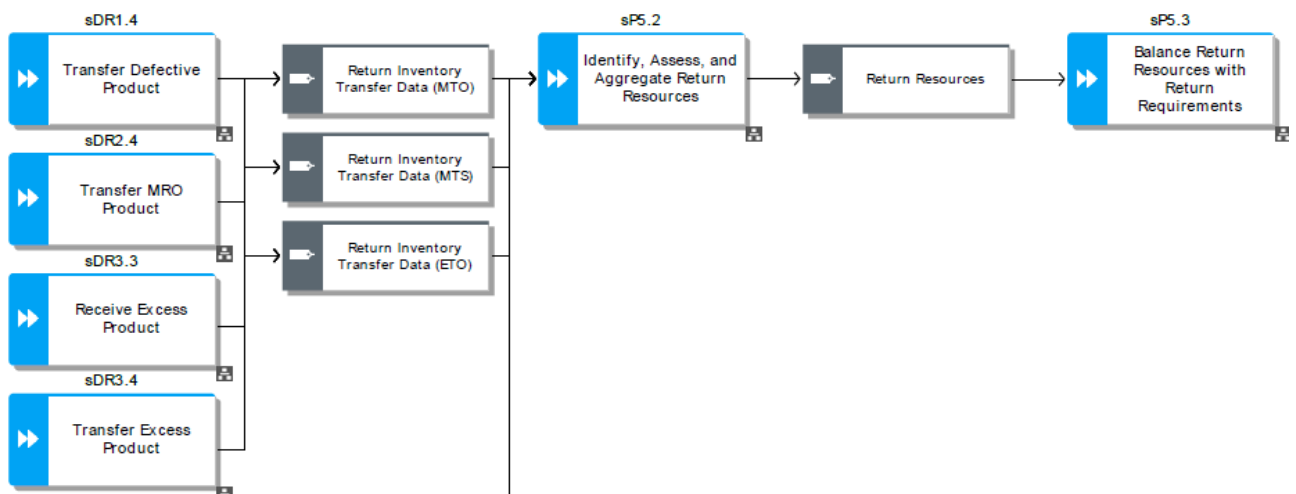 sDR1.4
Transfer Defective
Product
sDR2.4
Transfer MRO
Product
sDR3.3
Receive Excess
Product
sDR3.4
Transfer Excess
Product
Return Inventory
Transfer Data (MTO)
Return Inventory
Transfer Data (MTS)
Return Inventory
Transfer Data (ETO)
sP5.2
Identify, Assess, and
Aggregate Return
Resources
Return Resources
sP5.3
Balance Return
Resources with
Return
Requirements